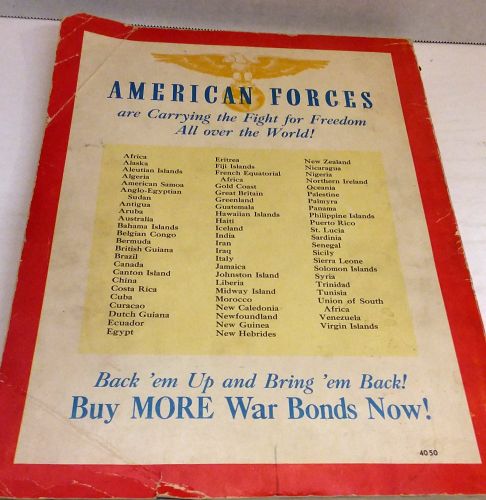 AMERICAN FORCES
are Carrying the Fight for Freedom
All over the World!
Africa
Alaska
Aleutian Islands
Algeria
American Samoa
Anglo-Egyptian
Sudan
Antigua
Aruba
Australia
Bahama Islands
Belgian Congo
Bermuda
British Guiana
Brazil
Canada
Canton Island
China
Costa Rica
Cuba
Curacao
Dutch Guiana
Ecuador
Egypt
Eritrea
Fiji Islands
French Equatorial
Africa
Gold Coast
Great Britain
Greenland
Guatemala
Hawaiian Islands
Haiti
Iceland
India
Iran
Iraq
Italy
Jamaica
Johnston Island
Liberia
Midway Island
Morocco
New Caledonia
Newfoundland
New Guinea
New Hebrides
New Zealand
Nicaragua
Nigeria
Northern Ireland
Oceania
Palestine
Palmyra
Panama
Philippine Islands
Puerto Rico
St. Lucia
Sardinia
Senegal
Sicily
Sierra Leone
Solomon Islands
Syria
Trinidad
Tunisia
Union of South
Africa
Venezuela
Virgin Islands
Back 'em Up and Bring 'em Back!
Buy MORE War Bonds Now!
4050